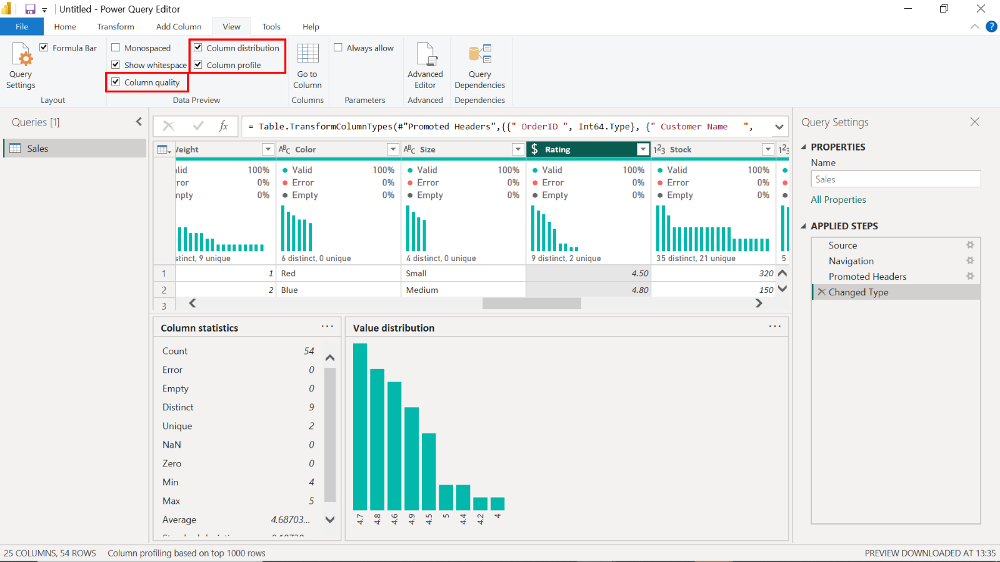 Untitled - Power Query Editor
File Home Transform Add Column View Tools Help
?
Formula Bar
Monospaced
Column distribution
Always allow
Show whitespace
Column profile
Column quality
Query
Settings
Go to
Column
Advanced
Editor
Query
Dependencies
Layout Data Preview Columns Parameters Advanced Dependencies
Queries [1]
Sales
fx
= Table.TransformColumnTypes(#"Promoted Headers",{{" OrderID ", Int64.Type}, {" Customer Name   ",
ABC Color ABC Size $ Rating 123 Stock
100% Valid 100% Valid 100% Valid 100% Valid 100%
0% Error 0% Error 0% Error 0% Error 0%
0% Empty 0% Empty 0% Empty 0% Empty 0%
stinct, 9 unique 6 distinct, 0 unique 4 distinct, 0 unique 9 distinct, 2 unique 35 distinct, 21 unique 5
1 1 Red Small 4.50 320
2 2 Blue Medium 4.80 150
3
Column statistics ...
Count 54
Error 0
Empty 0
Distinct 9
Unique 2
NaN 0
Zero 0
Min 4
Max 5
Average 4.68703...
Value distribution ...
4.7 4.8 4.6 4.9 4.5 5 4.4 4.2 4
Query Settings
PROPERTIES
Name
Sales
All Properties
APPLIED STEPS
Source
Navigation
Promoted Headers
Changed Type
25 COLUMNS, 54 ROWS Column profiling based on top 1000 rows
PREVIEW DOWNLOADED AT 13:35